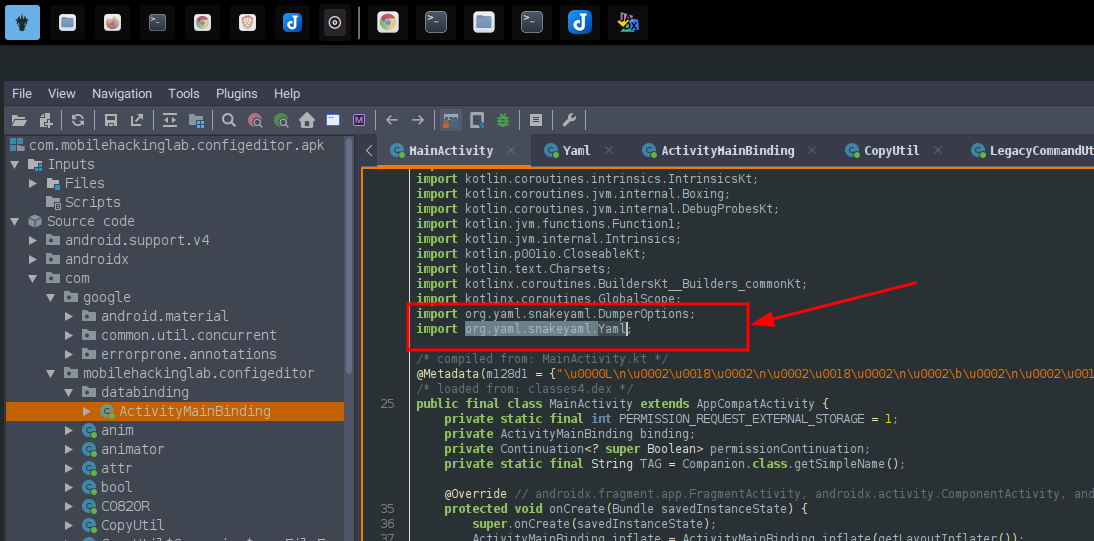 File View Navigation Tools Plugins Help
com.mobilehackinglab.configeditor.apk
Inputs
Files
Scripts
Source code
android.support.v4
androidx
com
google
android.material
common.util.concurrent
errorprone.annotations
mobilehackinglab.configeditor
databinding
ActivityMainBinding
anim
animator
attr
bool
C0820R
CopyUtil
MainActivity Yaml ActivityMainBinding CopyUtil LegacyCommandUt
import kotlin.coroutines.intrinsics.IntrinsicsKt;
import kotlin.coroutines.jvm.internal.Boxing;
import kotlin.coroutines.jvm.internal.DebugProbesKt;
import kotlin.jvm.functions.Function1;
import kotlin.jvm.internal.Intrinsics;
import kotlin.p001io.CloseableKt;
import kotlin.text.Charsets;
import kotlinx.coroutines.BuildersKt__Builders_commonKt;
import kotlinx.coroutines.GlobalScope;
import org.yaml.snakeyaml.DumperOptions;
import org.yaml.snakeyaml.Yaml;
/* compiled from: MainActivity.kt */
@Metadata(m128d1 = {"\u0000L\n\u0002\u0018\u0002\n\u0002\u0018\u0002\n\u0002\b\u0002\n\u0002\u001
/* loaded from: classes4.dex */
25 public final class MainActivity extends AppCompatActivity {
private static final int PERMISSION_REQUEST_EXTERNAL_STORAGE = 1;
private ActivityMainBinding binding;
private Continuation<? super Boolean> permissionContinuation;
private static final String TAG = Companion.class.getSimpleName();
@Override // androidx.fragment.app.FragmentActivity, androidx.activity.ComponentActivity, and
35 protected void onCreate(Bundle savedInstanceState) {
36 super.onCreate(savedInstanceState);
37 ActivityMainBinding inflate = ActivityMainBinding.inflate(getLayoutInflater());